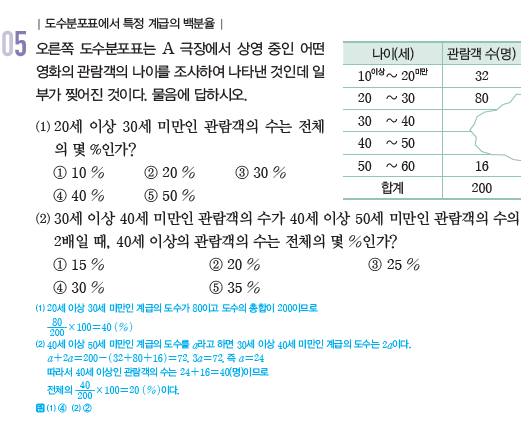 | 도수분포표에서 특정 계급의 백분율 |
05 오른쪽 도수분포표는 A 극장에서 상영 중인 어떤
영화의 관람객의 나이를 조사하여 나타낸 것인데 일
부가 찢어진 것이다. 물음에 답하시오.
(1) 20세 이상 30세 미만인 관람객의 수는 전체
의 몇 %인가?
① 10 % ② 20 % ③ 30 %
④ 40 % ⑤ 50 %
나이(세) 관람객 수(명)
10이상 ~ 20미만 32
20 ~ 30 80
30 ~ 40
40 ~ 50
50 ~ 60 16
합계 200
(2) 30세 이상 40세 미만인 관람객의 수가 40세 이상 50세 미만인 관람객의 수의
2배일 때, 40세 이상의 관람객의 수는 전체의 몇 %인가?
① 15 % ② 20 % ③ 25 %
④ 30 % ⑤ 35 %
(1) 20세 이상 30세 미만인 계급의 도수가 80이고 도수의 총합이 200이므로
80/200 ×100=40 (%)
(2) 40세 이상 50세 미만인 계급의 도수를 a라고 하면 30세 이상 40세 미만인 계급의 도수는 2a이다.
a+2a=200-(32+80+16)=72, 3a=72, 즉 a=24
따라서 40세 이상인 관람객의 수는 24+16=40(명)이므로
전체의 40/200 ×100=20 (%)이다.
답 (1) ④ (2) ②